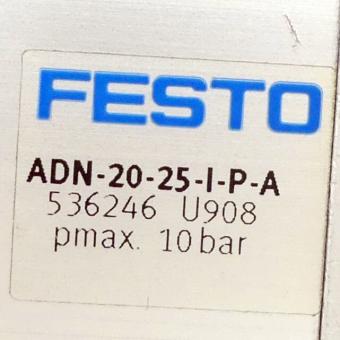 FESTO
ADN-20-25-I-P-A
536246 U908
pmax. 10 bar